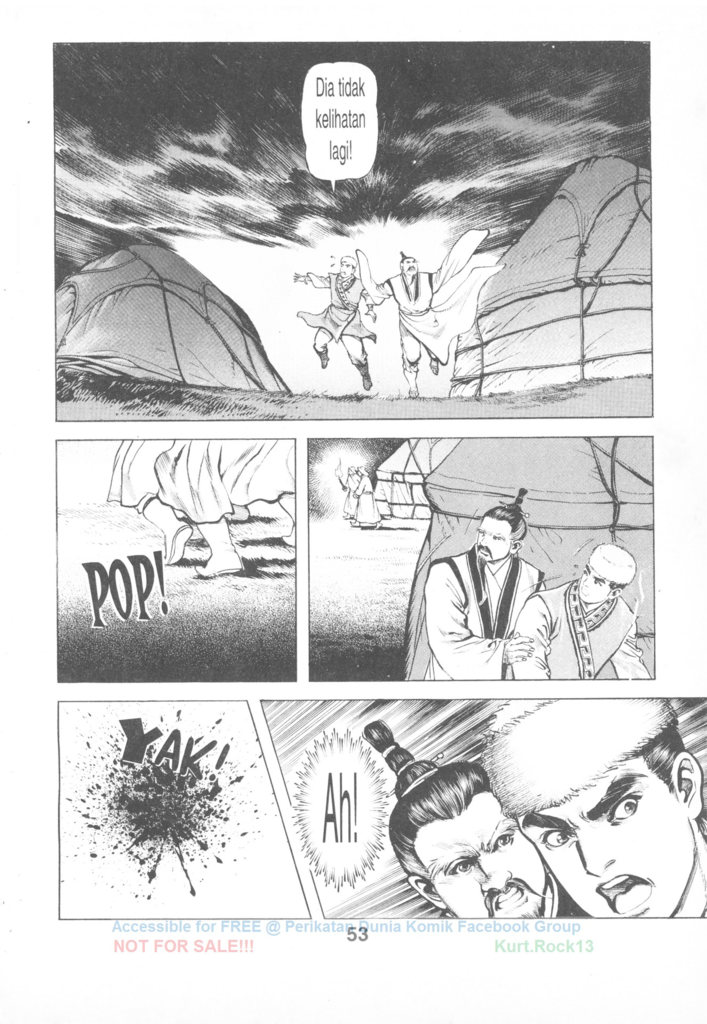 Dia tidak
kelihatan
lagi!
POP!
YAK!
Ah!
Accessible for FREE @ Perikatan Dunia Komik Facebook Group
53
NOT FOR SALE!!!
Kurt.Rock13